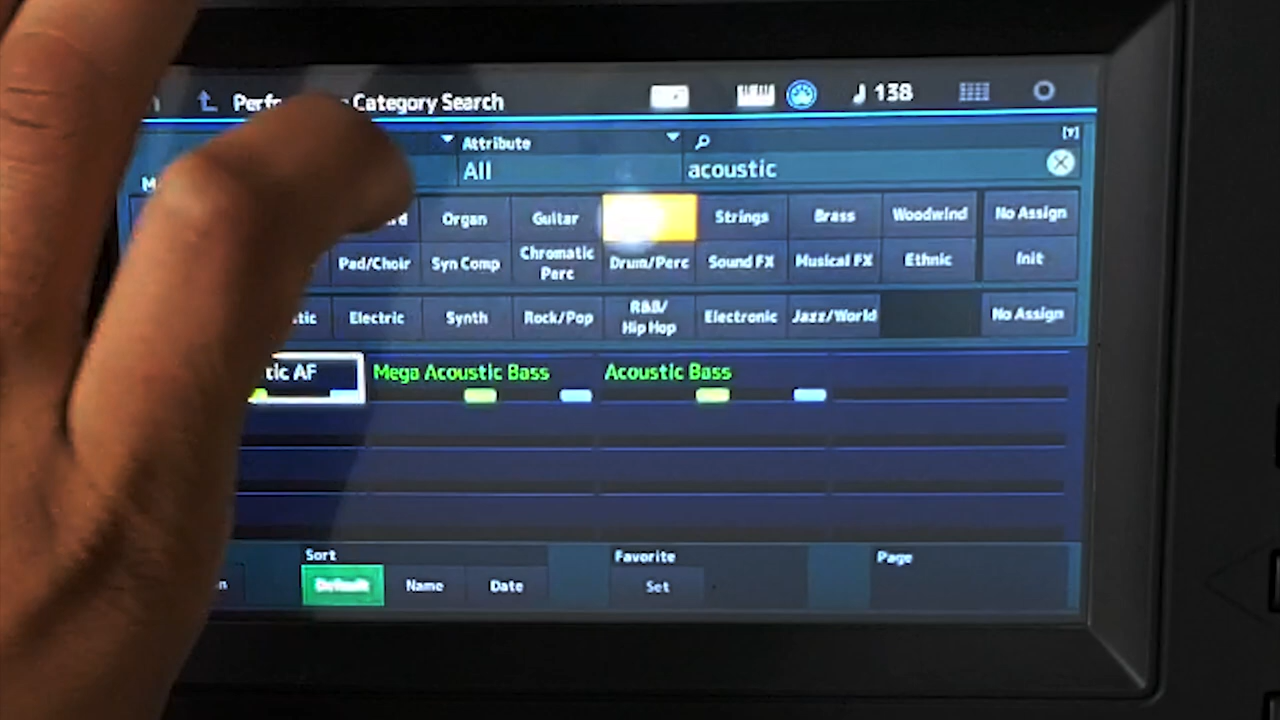 Category Search 138
Attribute
All acoustic
Organ Guitar Strings Brass Woodwind No Assign
Pad/Choir Syn Comp Chromatic Perc Drum/Perc Sound FX Musical FX Ethnic Init
Electric Synth Rock/Pop R&B/ Hip Hop Electronic Jazz/World No Assign
tic AF Mega Acoustic Bass Acoustic Bass
Sort Favorite Page
Default Name Date Set